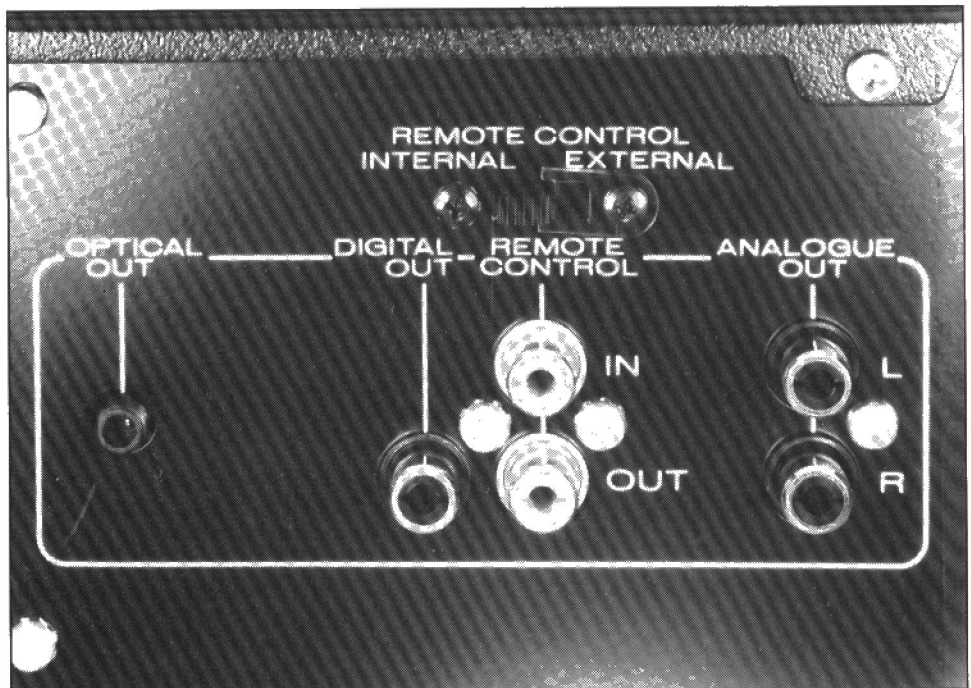 REMOTE CONTROL
INTERNAL EXTERNAL
OPTICAL OUT
DIGITAL OUT
REMOTE CONTROL
ANALOGUE OUT
IN
L
OUT
R